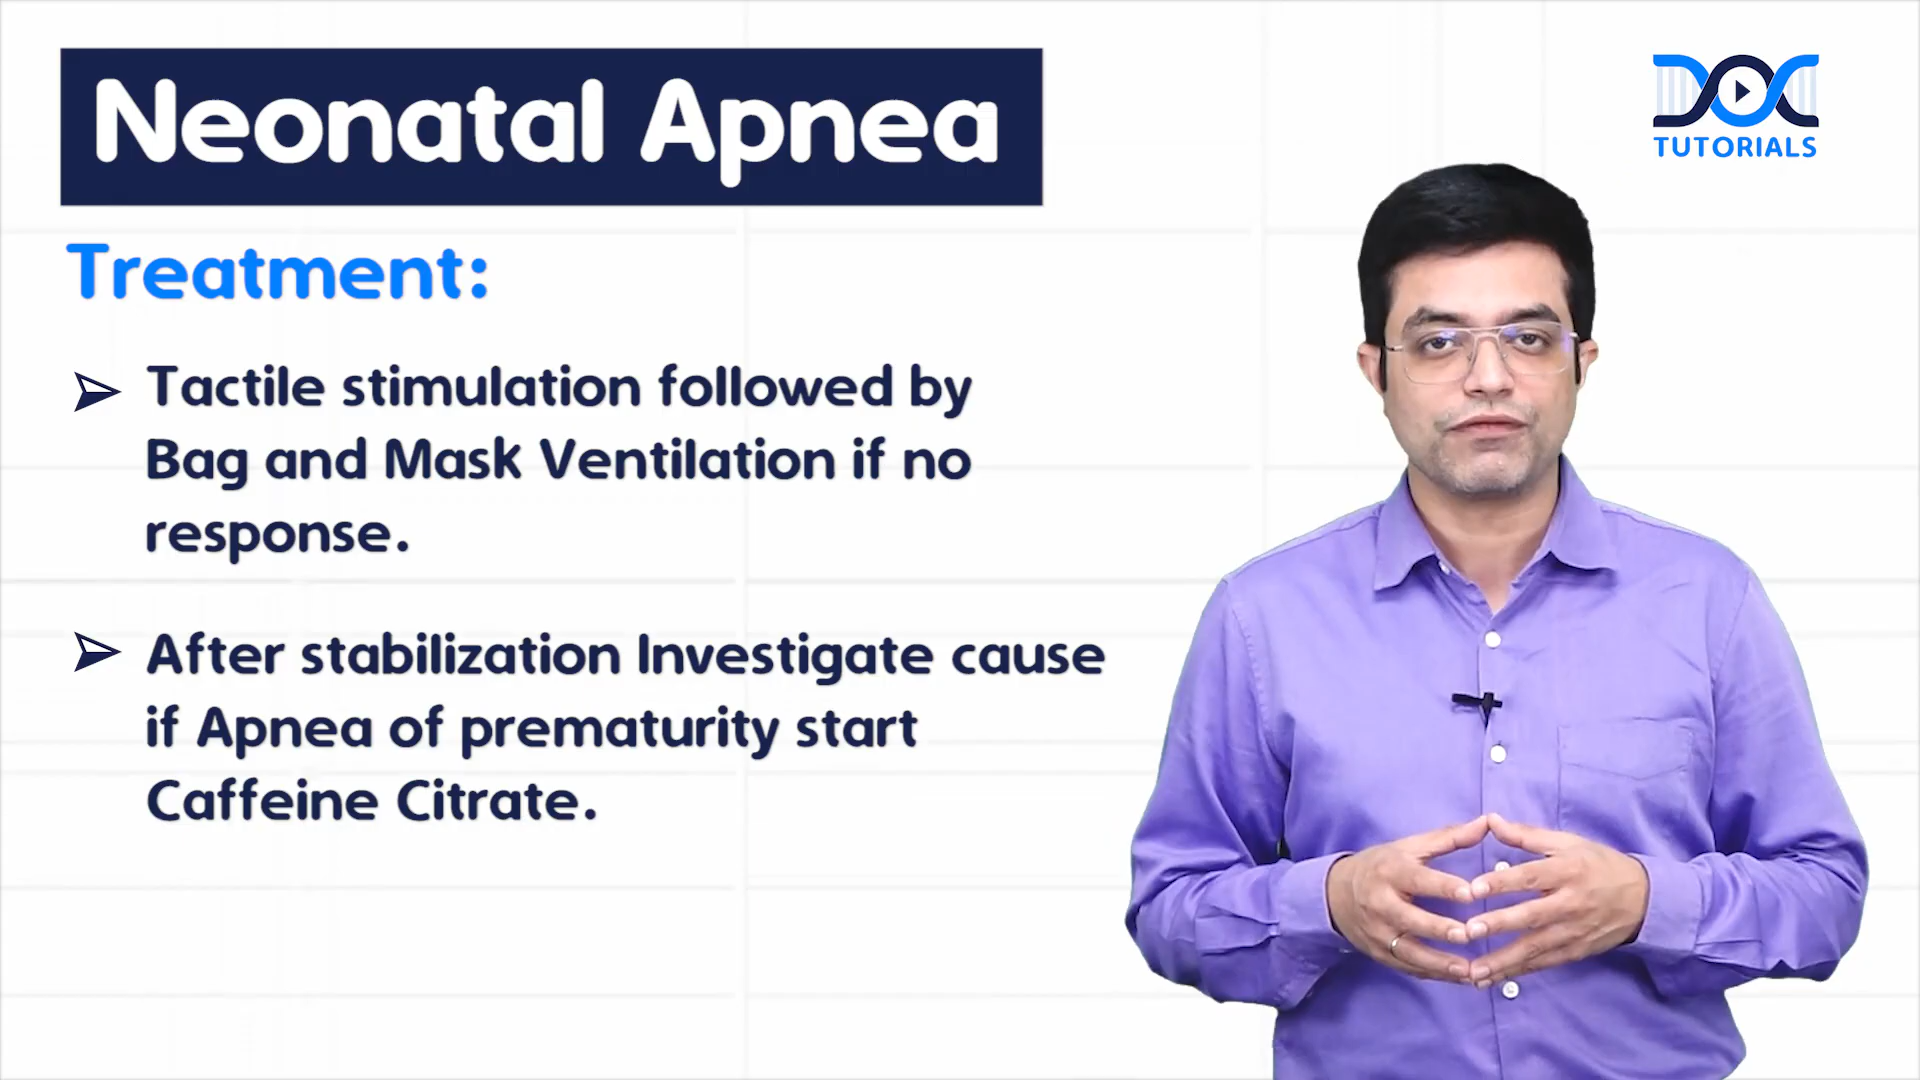 Neonatal Apnea
DOC
TUTORIALS
Treatment:
Tactile stimulation followed by
Bag and Mask Ventilation if no
response.
After stabilization Investigate cause
if Apnea of prematurity start
Caffeine Citrate.